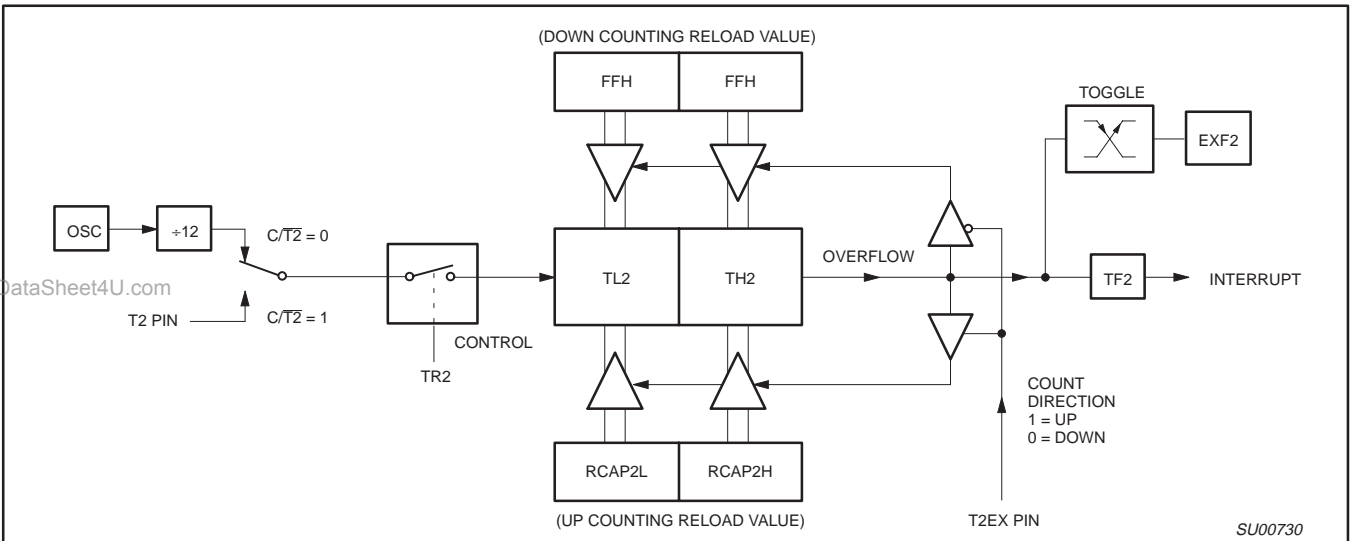 (DOWN COUNTING RELOAD VALUE)
FFH
FFH
TOGGLE
EXF2
OSC
÷12
C/T2̅ = 0
TL2
TH2
OVERFLOW
TF2
INTERRUPT
DataSheet4U.com
T2 PIN
C/T2̅ = 1
CONTROL
TR2
COUNT
DIRECTION
1 = UP
0 = DOWN
RCAP2L
RCAP2H
(UP COUNTING RELOAD VALUE)
T2EX PIN
SU00730